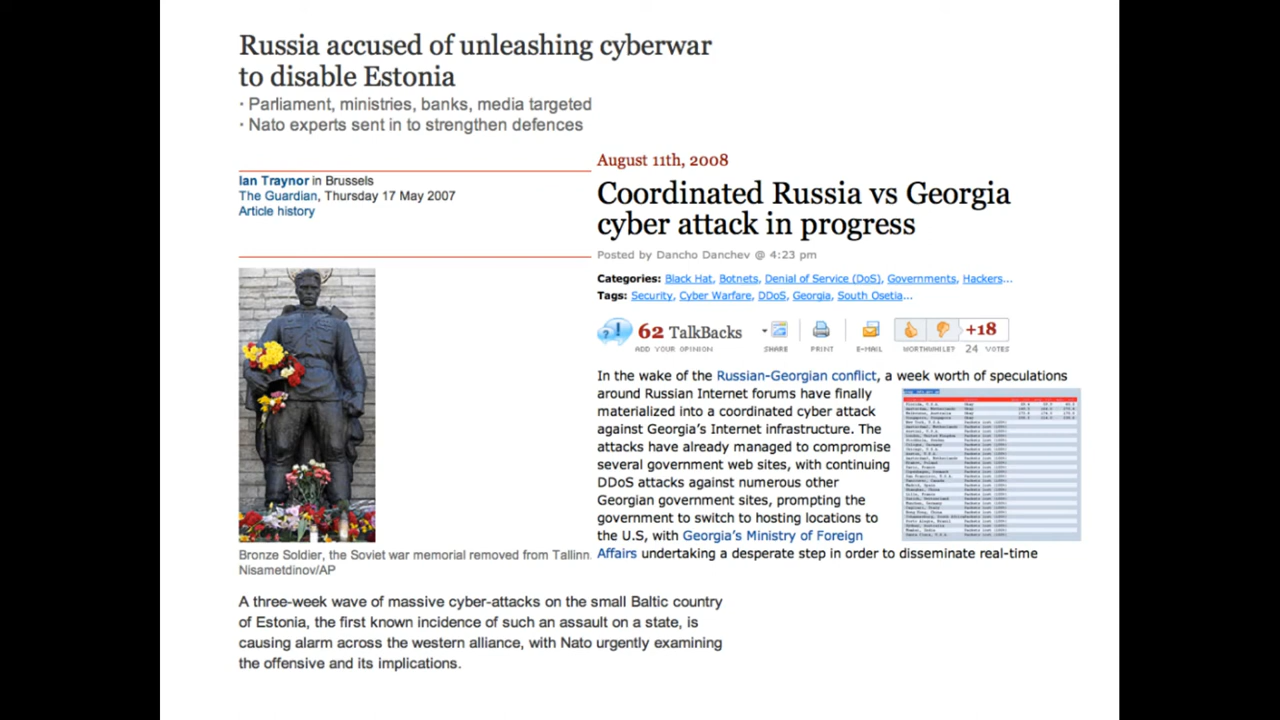 Russia accused of unleashing cyberwar
to disable Estonia
· Parliament, ministries, banks, media targeted
· Nato experts sent in to strengthen defences
Ian Traynor in Brussels
The Guardian, Thursday 17 May 2007
Article history
Bronze Soldier, the Soviet war memorial removed from Tallinn.
Nisametdinov/AP
A three-week wave of massive cyber-attacks on the small Baltic country
of Estonia, the first known incidence of such an assault on a state, is
causing alarm across the western alliance, with Nato urgently examining
the offensive and its implications.
August 11th, 2008
Coordinated Russia vs Georgia
cyber attack in progress
Posted by Dancho Danchev @ 4:23 pm
Categories: Black Hat, Botnets, Denial of Service (DoS), Governments, Hackers...
Tags: Security, Cyber Warfare, DDoS, Georgia, South Osetia...
62 TalkBacks
ADD YOUR OPINION
SHARE
PRINT
E-MAIL
+18
WORTHWHILE? 24 VOTES
In the wake of the Russian-Georgian conflict, a week worth of speculations
around Russian Internet forums have finally
materialized into a coordinated cyber attack
against Georgia's Internet infrastructure. The
attacks have already managed to compromise
several government web sites, with continuing
DDoS attacks against numerous other
Georgian government sites, prompting the
government to switch to hosting locations to
the U.S, with Georgia's Ministry of Foreign
Affairs undertaking a desperate step in order to disseminate real-time